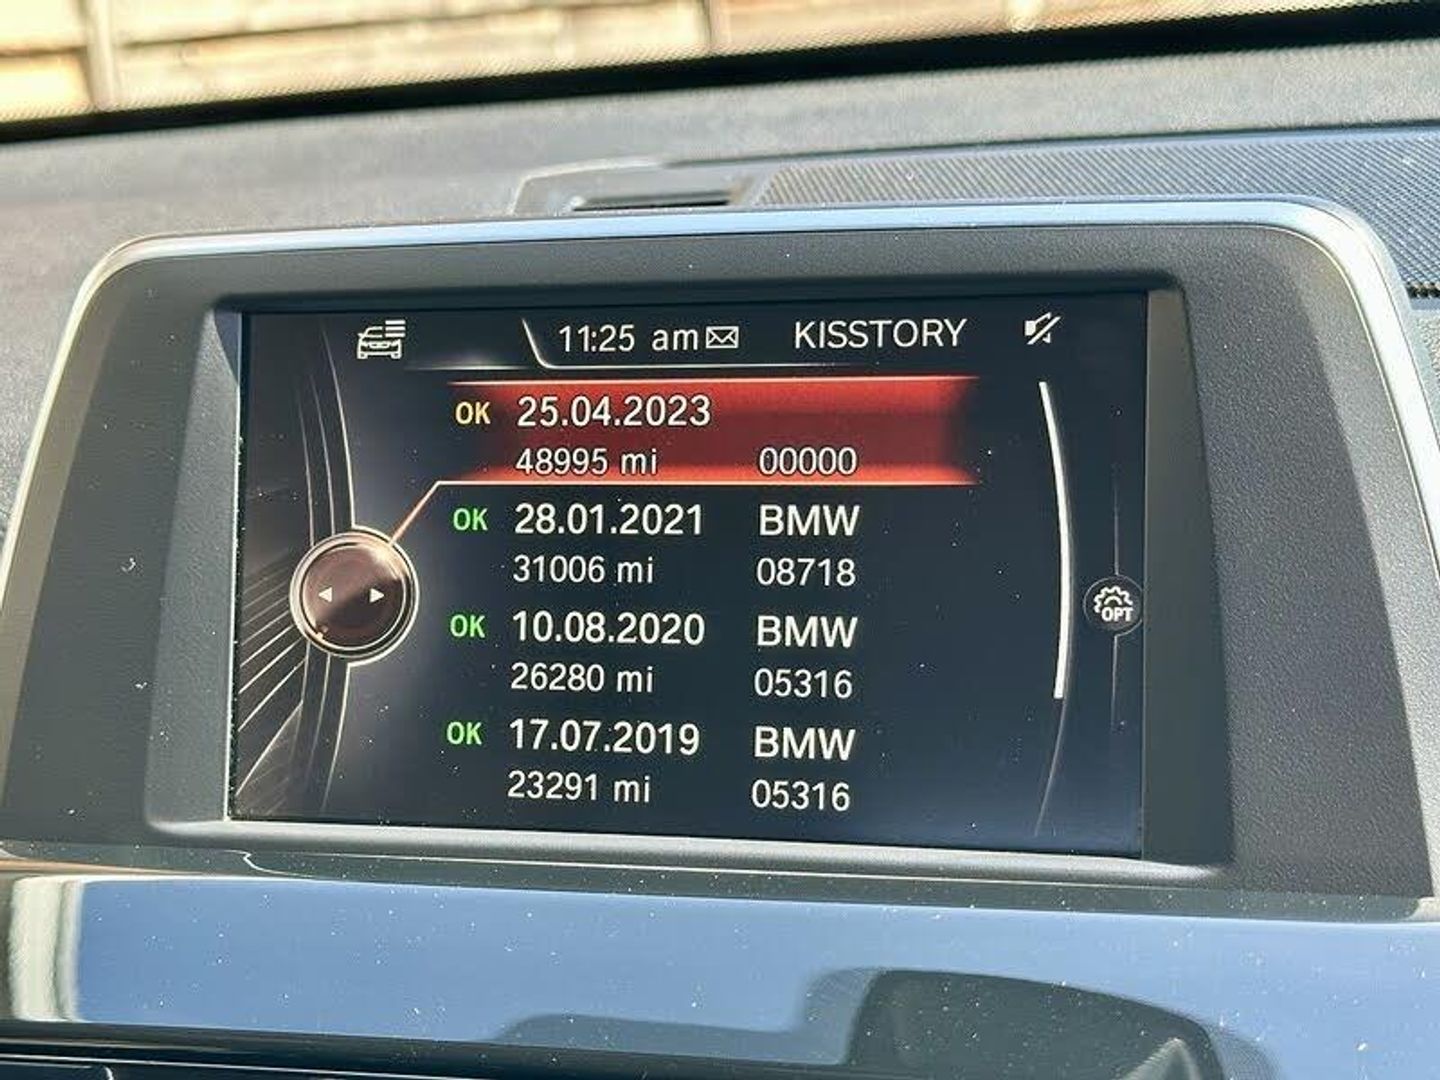 11:25 am KISSTORY
OK 25.04.2023
48995 mi 00000
OK 28.01.2021 BMW
31006 mi 08718
OK 10.08.2020 BMW
26280 mi 05316
OPT
OK 17.07.2019 BMW
23291 mi 05316